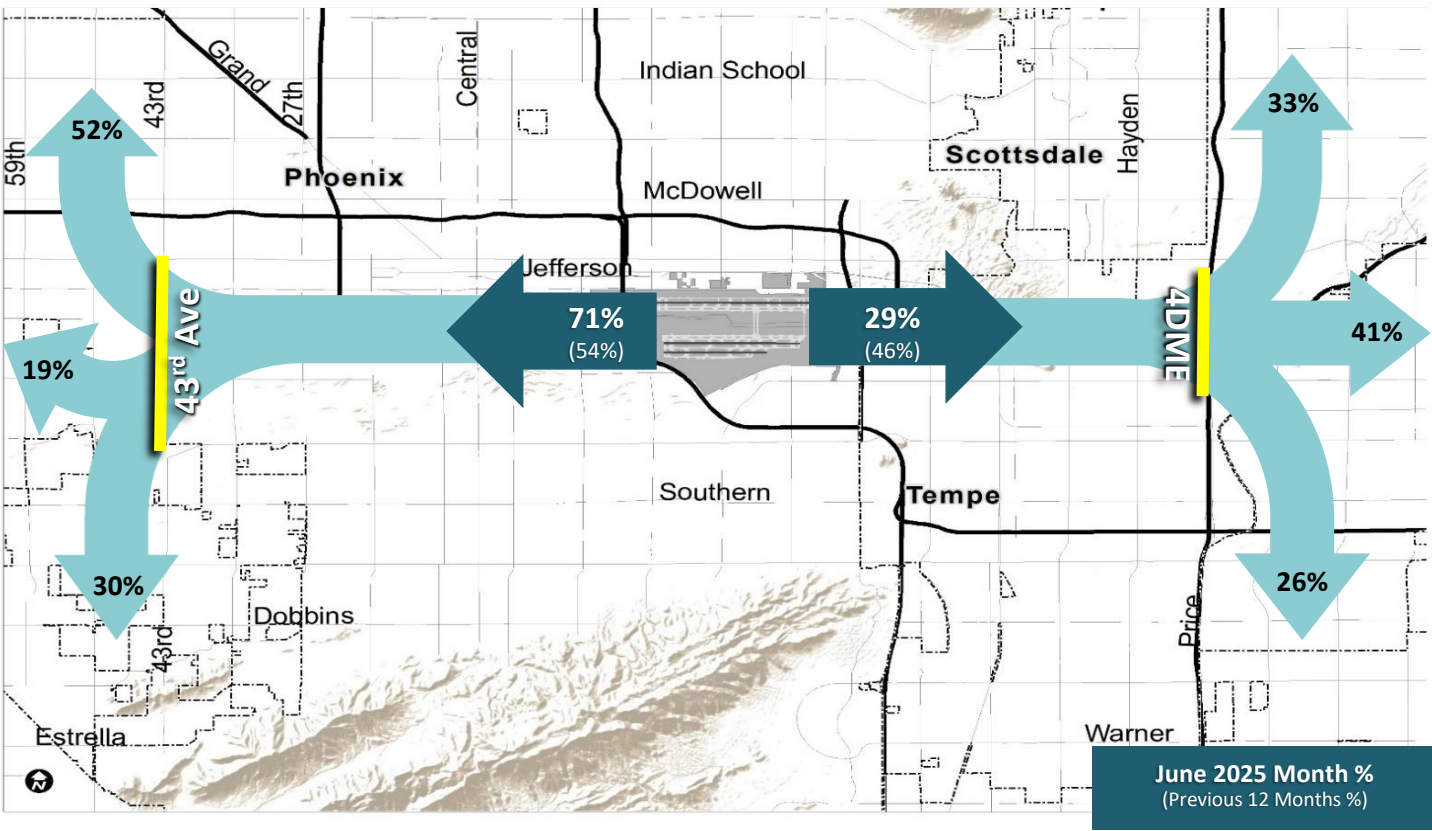 Grand
43rd
27th
Central
Indian School
Hayden
33%
52%
59th
Phoenix
McDowell
Scottsdale
Jefferson
43rd Ave
71%
(54%)
29%
(46%)
4DME
41%
19%
Southern
Tempe
30%
26%
Dobbins
43rd
Price
Estrella
Warner
N
June 2025 Month %
(Previous 12 Months %)